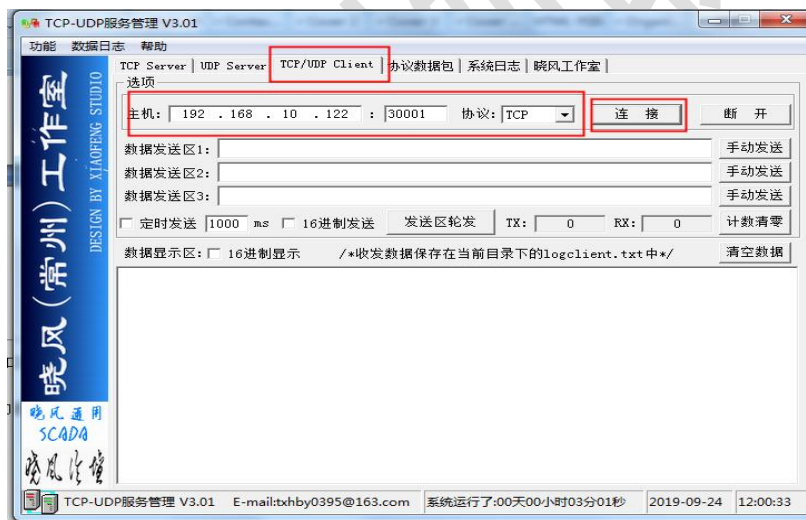 TCP-UDP服务管理 V3.01
功能 数据日志 帮助
TCP Server UDP Server TCP/UDP Client 协议数据包 系统日志 晓风工作室
选项
主机: 192 . 168 . 10 . 122 : 30001 协议: TCP 连 接 断 开
数据发送区1: 手动发送
数据发送区2: 手动发送
数据发送区3: 手动发送
定时发送 1000 ms 16进制发送 发送区轮发 TX: 0 RX: 0 计数清零
数据显示区: 16进制显示 /*收发数据保存在当前目录下的logclient.txt中*/ 清空数据
晓风(常州)工作室
DESIGN BY XIAOFENG STUDIO
晓风通用
SCADA
TCP-UDP服务管理 V3.01 E-mail:txhby0395@163.com 系统运行了:00天00小时03分01秒 2019-09-24 12:00:33